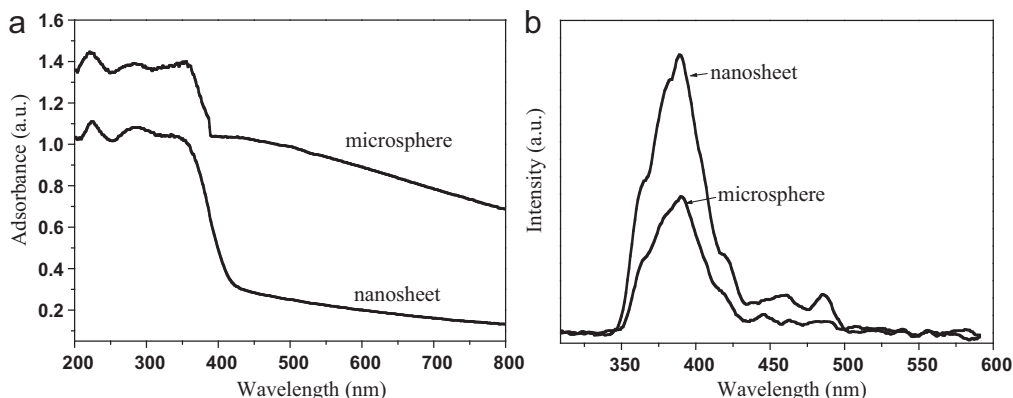 a
1.6
1.4
1.2
1.0
0.8
0.6
0.4
0.2
Adsorbance (a.u.)
microsphere
nanosheet
200 300 400 500 600 700 800
Wavelength (nm)
b
Intensity (a.u.)
nanosheet
microsphere
350 400 450 500 550 600
Wavelength (nm)